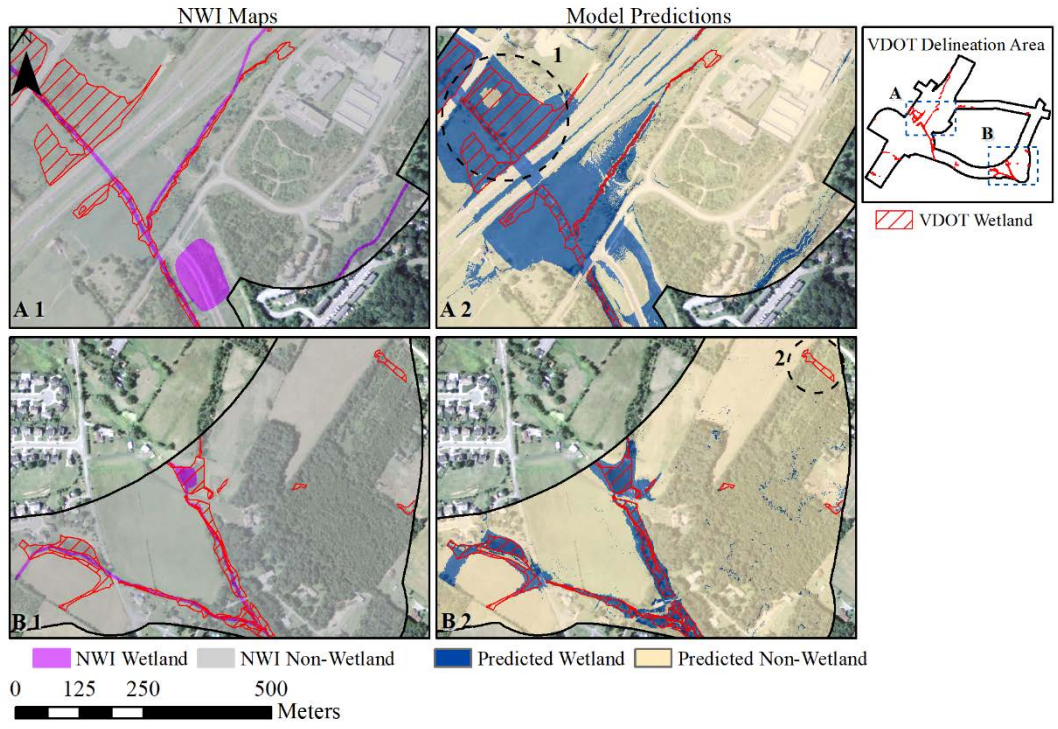 NWI Maps
Model Predictions
N
1
VDOT Delineation Area
A
B
VDOT Wetland
A 1
A 2
2
B 1
B 2
NWI Wetland
NWI Non-Wetland
Predicted Wetland
Predicted Non-Wetland
0 125 250 500
Meters